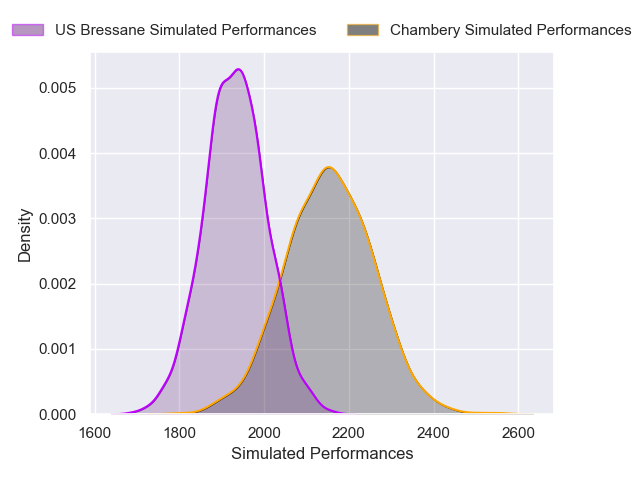 US Bressane Simulated Performances Chambery Simulated Performances
0.005
0.004
0.003
0.002
0.001
0.000
Density
1600 1800 2000 2200 2400 2600
Simulated Performances